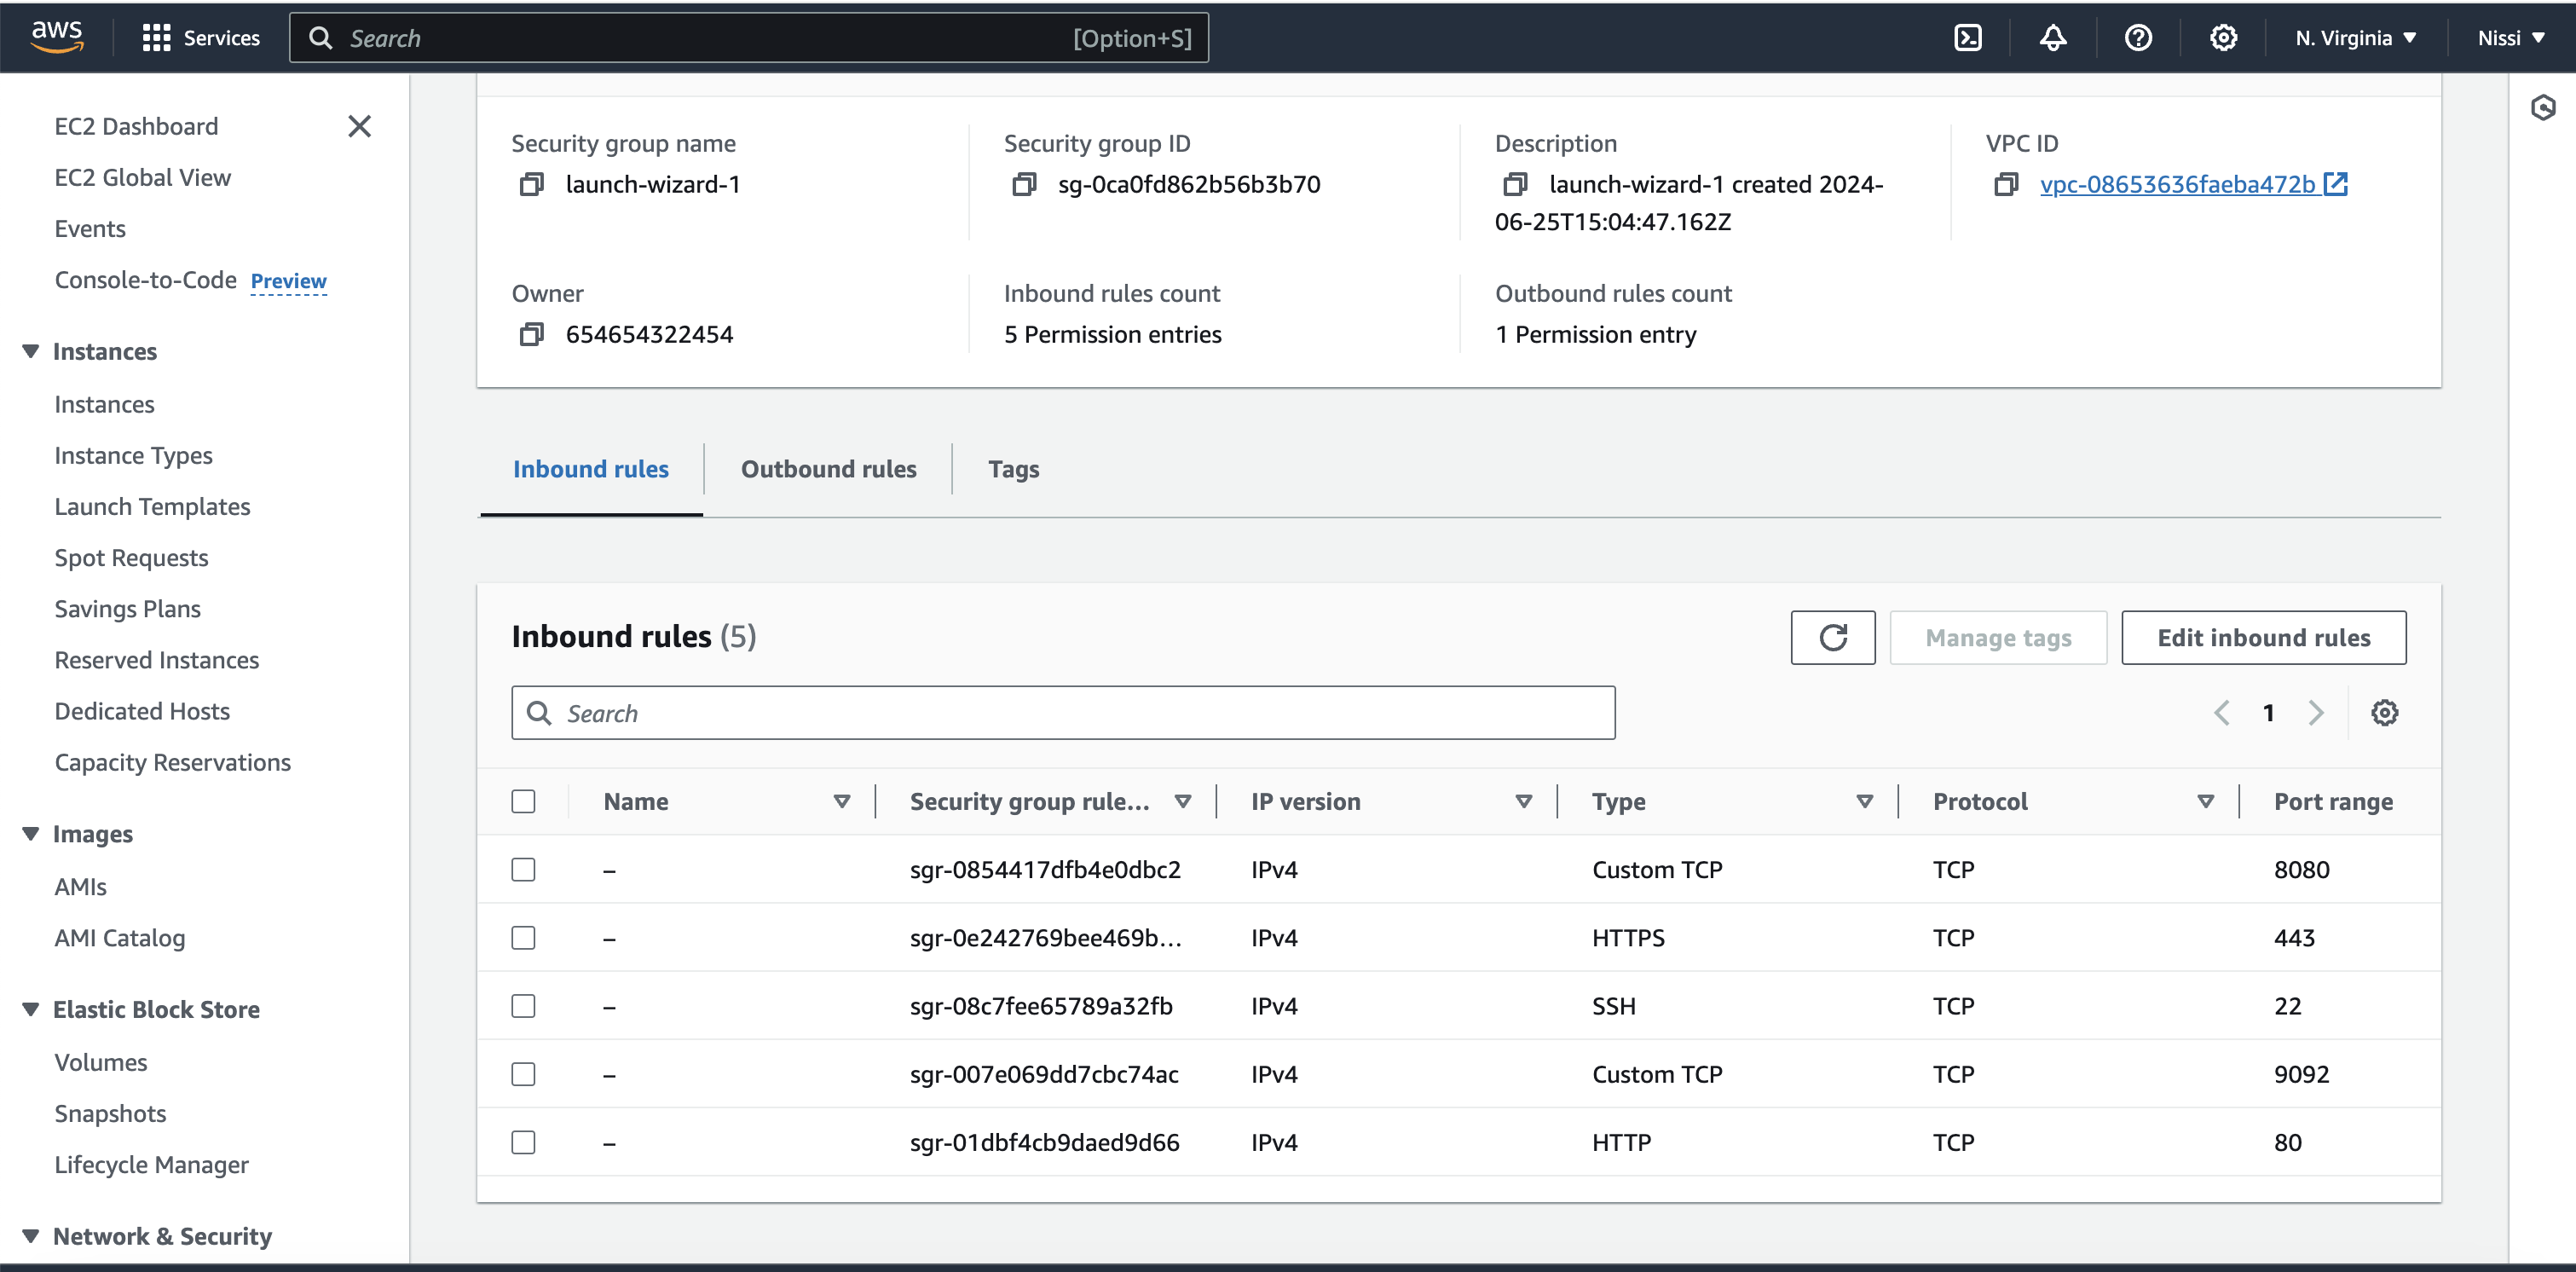 aws Services Search [Option+S] N. Virginia Nissi
EC2 Dashboard
EC2 Global View
Events
Console-to-Code Preview
Instances
Instances
Instance Types
Launch Templates
Spot Requests
Savings Plans
Reserved Instances
Dedicated Hosts
Capacity Reservations
Images
AMIs
AMI Catalog
Elastic Block Store
Volumes
Snapshots
Lifecycle Manager
Network & Security
Security group name
launch-wizard-1
Security group ID
sg-0ca0fd862b56b3b70
Description
launch-wizard-1 created 2024-
06-25T15:04:47.162Z
VPC ID
vpc-08653636faeba472b
Owner
654654322454
Inbound rules count
5 Permission entries
Outbound rules count
1 Permission entry
Inbound rules Outbound rules Tags
Inbound rules (5) Manage tags Edit inbound rules
Search 1
Name Security group rule... IP version Type Protocol Port range
– sgr-0854417dfb4e0dbc2 IPv4 Custom TCP TCP 8080
– sgr-0e242769bee469b... IPv4 HTTPS TCP 443
– sgr-08c7fee65789a32fb IPv4 SSH TCP 22
– sgr-007e069dd7cbc74ac IPv4 Custom TCP TCP 9092
– sgr-01dbf4cb9daed9d66 IPv4 HTTP TCP 80